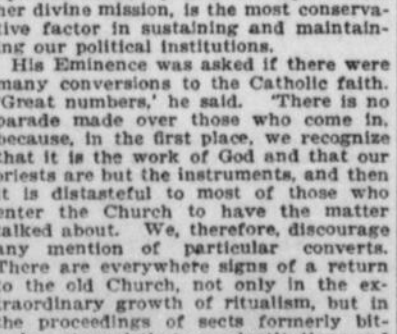 her divine mission, is the most conserva-
tive factor in sustaining and maintain-
ing our political institutions.
His Eminence was asked if there were
many conversions to the Catholic faith.
'Great numbers,' he said. 'There is no
parade made over those who come in,
because, in the first place, we recognize
that it is the work of God and that our
priests are but the instruments, and then
it is distasteful to most of those who
enter the Church to have the matter
talked about. We, therefore, discourage
any mention of particular converts.
There are everywhere signs of a return
to the old Church, not only in the ex-
traordinary growth of ritualism, but in
the proceedings of sects formerly bit-